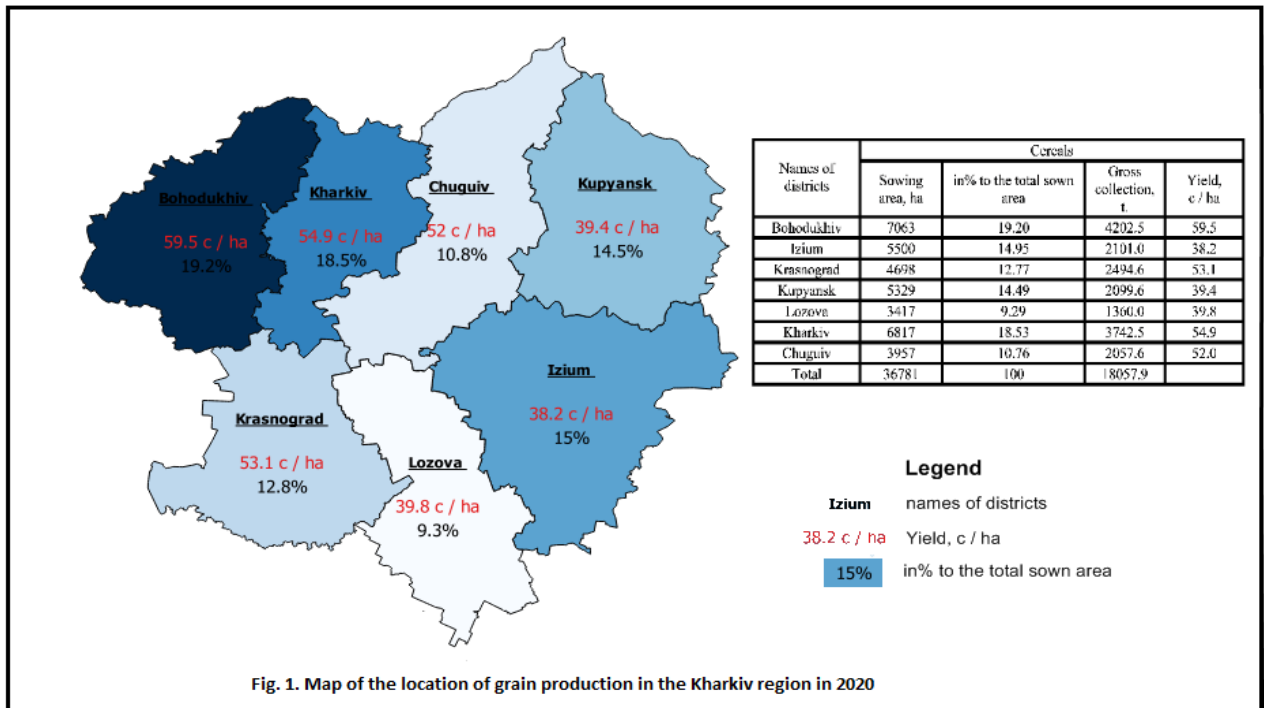 Bohodukhiv
59.5 c / ha
19.2%
Kharkiv
54.9 c / ha
18.5%
Chuguiv
52 c / ha
10.8%
Kupyansk
39.4 c / ha
14.5%
Izium
38.2 c / ha
15%
Krasnograd
53.1 c / ha
12.8%
Lozova
39.8 c / ha
9.3%
Names of districts
Cereals
Sowing area, ha
in% to the total sown area
Gross collection, t.
Yield, c / ha
Bohodukhiv 7063 19.20 4202.5 59.5
Izium 5500 14.95 2101.0 38.2
Krasnograd 4698 12.77 2494.6 53.1
Kupyansk 5329 14.49 2099.6 39.4
Lozova 3417 9.29 1360.0 39.8
Kharkiv 6817 18.53 3742.5 54.9
Chuguiv 3957 10.76 2057.6 52.0
Total 36781 100 18057.9
Legend
Izium names of districts
38.2 c / ha Yield, c / ha
15% in% to the total sown area
Fig. 1. Map of the location of grain production in the Kharkiv region in 2020